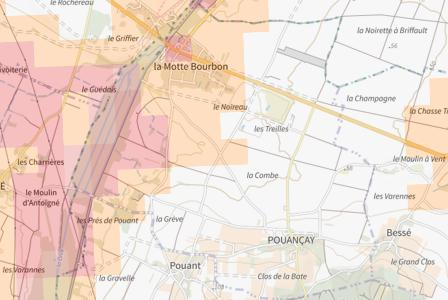 le Rochereau
le Griffier
la Noirette à Briffault
56
la Motte Bourbon
le Guédais
la Champagne
le Noireau
la Chasse
les Treilles
les Charrières
le Moulin à Vent
58
la Combe
le Moulin
d'Antoigné
les Varennes
les Prés de Pouant
la Grève
Bessé
POUANÇAY
le Grand Clos
Pouant
les Varannes
la Gravelle
Clos de la Bate